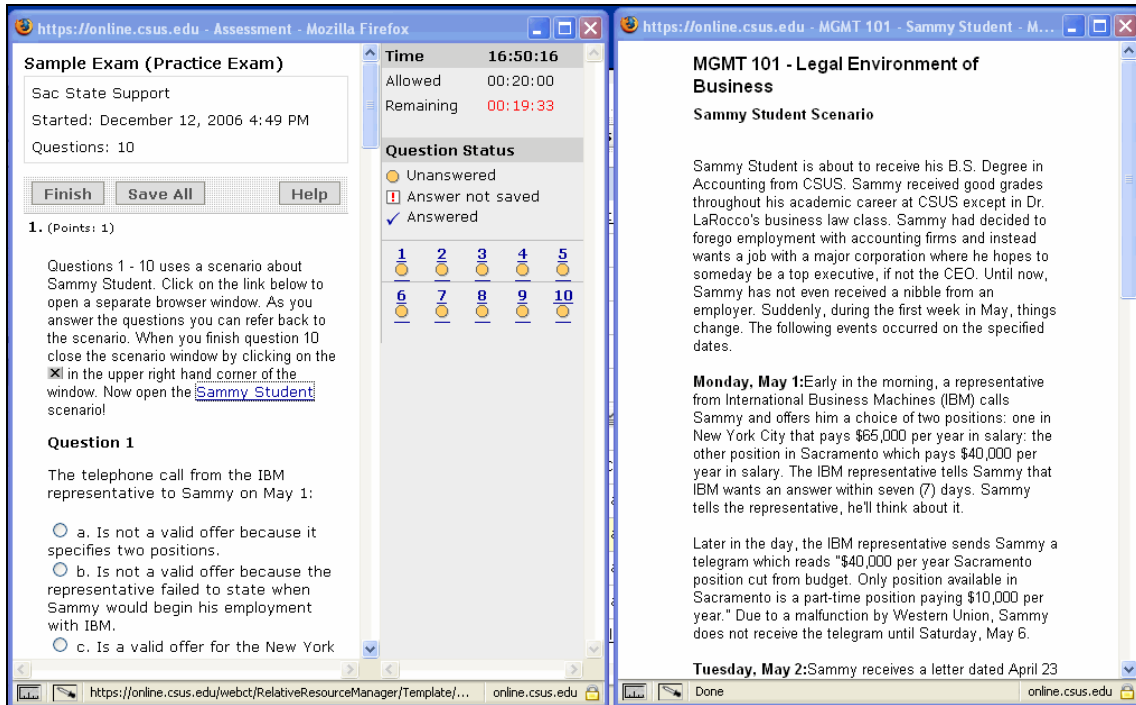 https://online.csus.edu - Assessment - Mozilla Firefox
Sample Exam (Practice Exam)
Sac State Support
Started: December 12, 2006 4:49 PM
Questions: 10
Finish Save All Help
1. (Points: 1)
Questions 1 - 10 uses a scenario about
Sammy Student. Click on the link below to
open a separate browser window. As you
answer the questions you can refer back to
the scenario. When you finish question 10
close the scenario window by clicking on the
in the upper right hand corner of the
window. Now open the Sammy Student
scenario!
Question 1
The telephone call from the IBM
representative to Sammy on May 1:
a. Is not a valid offer because it
specifies two positions.
b. Is not a valid offer because the
representative failed to state when
Sammy would begin his employment
with IBM.
c. Is a valid offer for the New York
Time 16:50:16
Allowed 00:20:00
Remaining 00:19:33
Question Status
Unanswered
Answer not saved
Answered
1 2 3 4 5
6 7 8 9 10
https://online.csus.edu/webct/RelativeResourceManager/Template/... online.csus.edu
https://online.csus.edu - MGMT 101 - Sammy Student - M...
MGMT 101 - Legal Environment of
Business
Sammy Student Scenario
Sammy Student is about to receive his B.S. Degree in
Accounting from CSUS. Sammy received good grades
throughout his academic career at CSUS except in Dr.
LaRocco's business law class. Sammy had decided to
forego employment with accounting firms and instead
wants a job with a major corporation where he hopes to
someday be a top executive, if not the CEO. Until now,
Sammy has not even received a nibble from an
employer. Suddenly, during the first week in May, things
change. The following events occurred on the specified
dates.
Monday, May 1:Early in the morning, a representative
from International Business Machines (IBM) calls
Sammy and offers him a choice of two positions: one in
New York City that pays $65,000 per year in salary: the
other position in Sacramento which pays $40,000 per
year in salary. The IBM representative tells Sammy that
IBM wants an answer within seven (7) days. Sammy
tells the representative, he'll think about it.
Later in the day, the IBM representative sends Sammy a
telegram which reads "$40,000 per year Sacramento
position cut from budget. Only position available in
Sacramento is a part-time position paying $10,000 per
year." Due to a malfunction by Western Union, Sammy
does not receive the telegram until Saturday, May 6.
Tuesday, May 2:Sammy receives a letter dated April 23
Done online.csus.edu